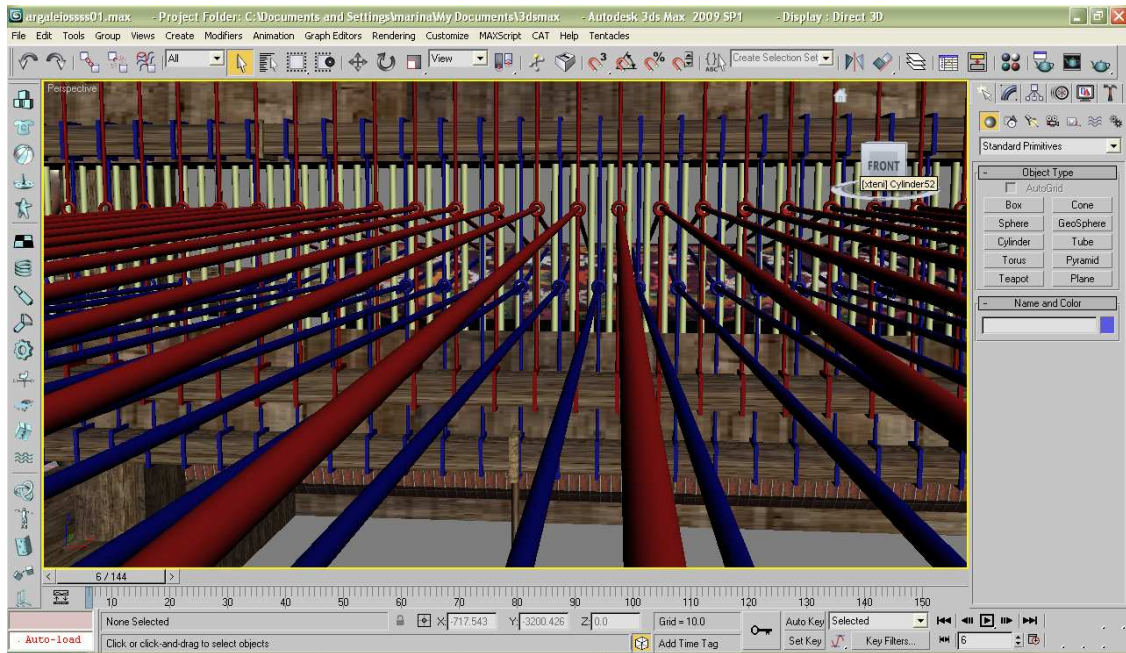 argaleiossss01.max - Project Folder: C:\Documents and Settings\marina\My Documents\3dsmax - Autodesk 3ds Max 2009 SP1 - Display : Direct 3D
File Edit Tools Group Views Create Modifiers Animation Graph Editors Rendering Customize MAXScript CAT Help Tentacles
All
View
ABC
Create Selection Set
Perspective
FRONT
[xteni] Cylinder52
Standard Primitives
- Object Type
AutoGrid
Box Cone
Sphere GeoSphere
Cylinder Tube
Torus Pyramid
Teapot Plane
- Name and Color
< 6 / 144 >
10 20 30 40 50 60 70 80 90 100 110 120 130 140 150
None Selected X: -717.543 Y: -3200.426 Z: 0.0 Grid = 10.0 Auto Key Selected
Auto-load Click or click-and-drag to select objects Add Time Tag Set Key Key Filters... 6